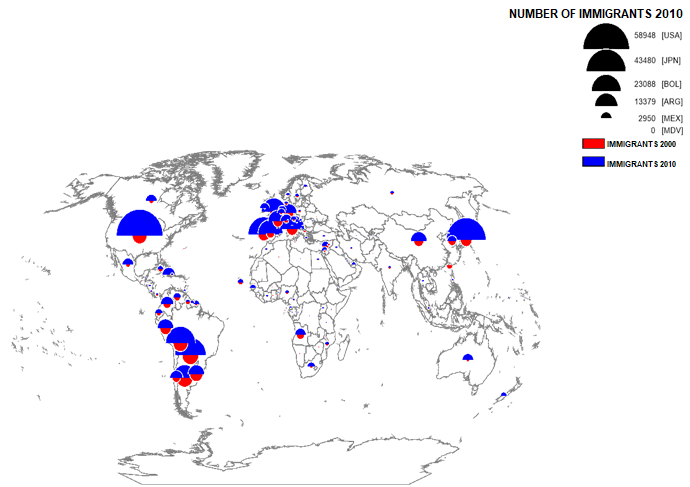 NUMBER OF IMMIGRANTS 2010
58948 [USA]
43480 [JPN]
23088 [BOL]
13379 [ARG]
2950 [MEX]
0 [MDV]
IMMIGRANTS 2000
IMMIGRANTS 2010